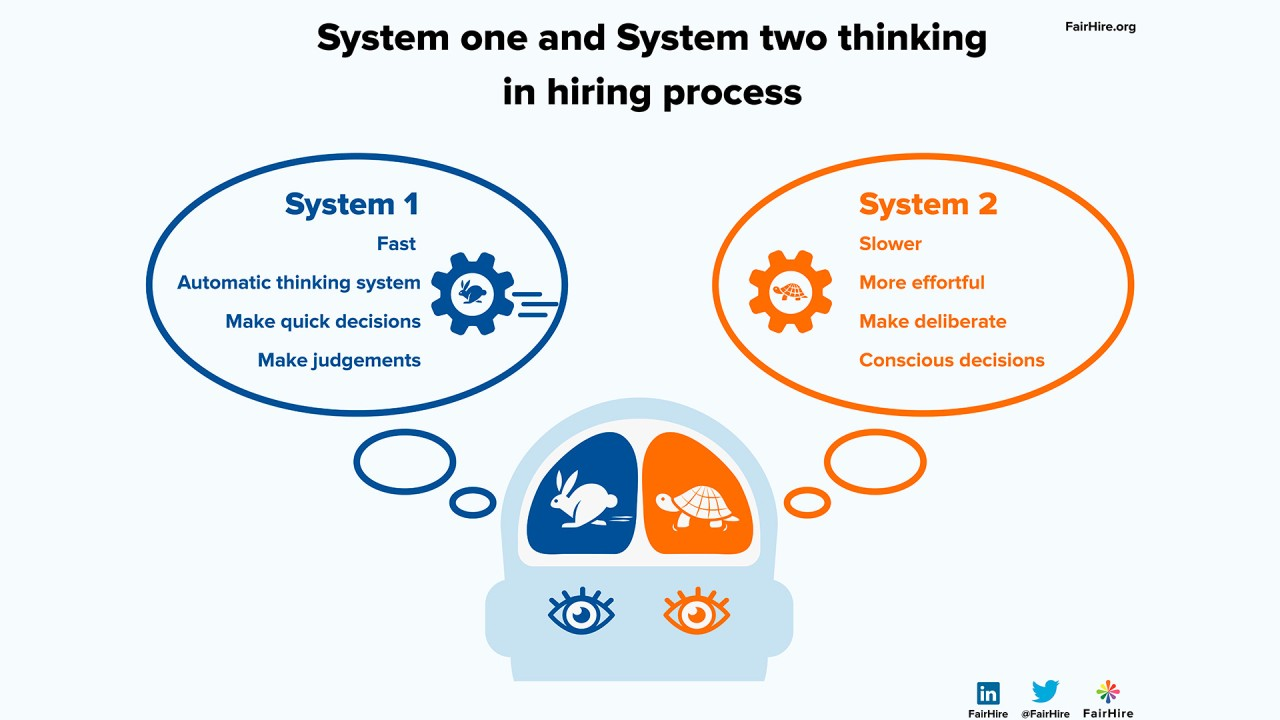 System one and System two thinking
in hiring process
FairHire.org
System 1
Fast
Automatic thinking system
Make quick decisions
Make judgements
System 2
Slower
More effortful
Make deliberate
Conscious decisions
in
FairHire
@FairHire
FairHire